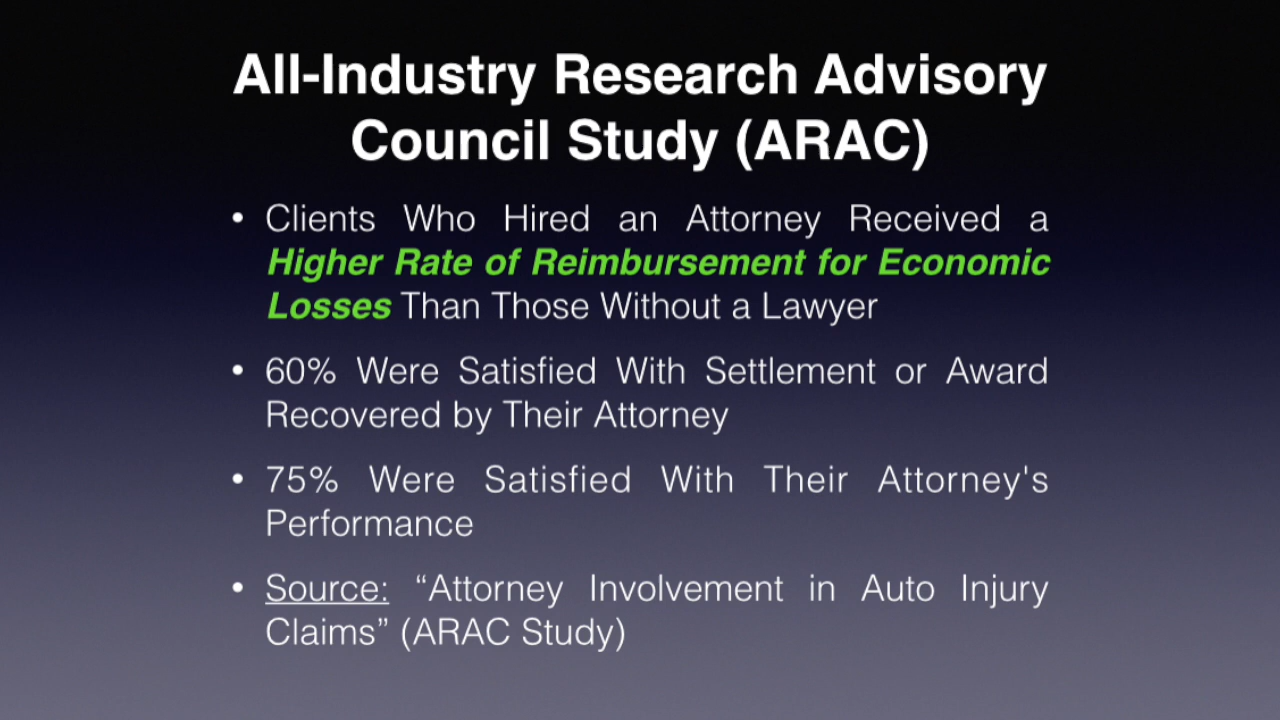 All-Industry Research Advisory
Council Study (ARAC)
• Clients Who Hired an Attorney Received a
Higher Rate of Reimbursement for Economic
Losses Than Those Without a Lawyer
• 60% Were Satisfied With Settlement or Award
Recovered by Their Attorney
• 75% Were Satisfied With Their Attorney's
Performance
• Source: “Attorney Involvement in Auto Injury
Claims” (ARAC Study)